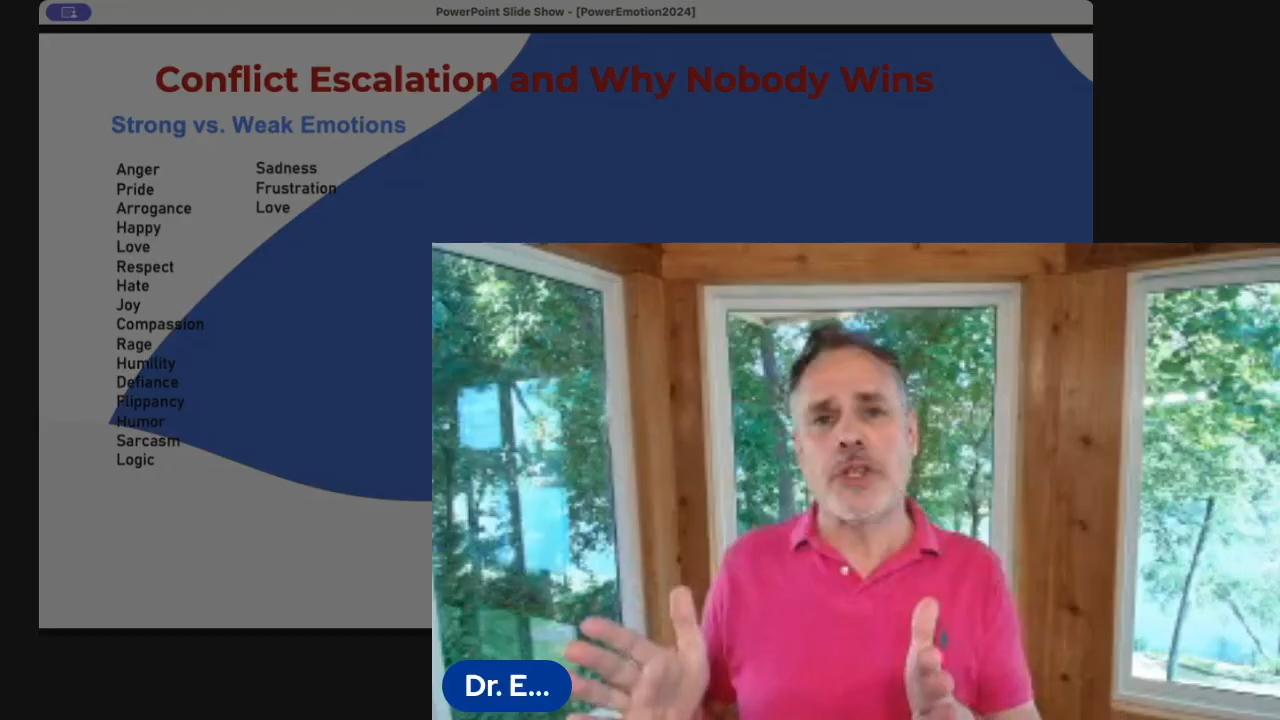 PowerPoint Slide Show - [PowerEmotion2024]
Conflict Escalation and Why Nobody Wins
Strong vs. Weak Emotions
Anger
Pride
Arrogance
Happy
Love
Respect
Hate
Joy
Compassion
Rage
Humility
Defiance
Flippancy
Humor
Sarcasm
Logic
Sadness
Frustration
Love
Dr. E...